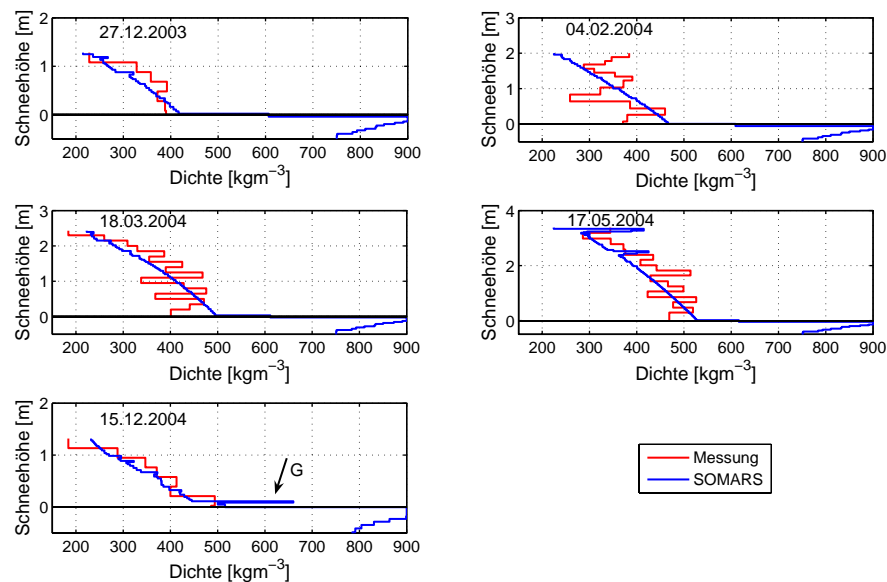 27.12.2003
Schneehöhe [m]
2
1
0
200 300 400 500 600 700 800 900
Dichte [kgm⁻³]
04.02.2004
Schneehöhe [m]
3
2
1
0
200 300 400 500 600 700 800 900
Dichte [kgm⁻³]
18.03.2004
Schneehöhe [m]
3
2
1
0
200 300 400 500 600 700 800 900
Dichte [kgm⁻³]
17.05.2004
Schneehöhe [m]
4
2
0
200 300 400 500 600 700 800 900
Dichte [kgm⁻³]
15.12.2004
Schneehöhe [m]
2
1
0
G
200 300 400 500 600 700 800 900
Dichte [kgm⁻³]
Messung
SOMARS